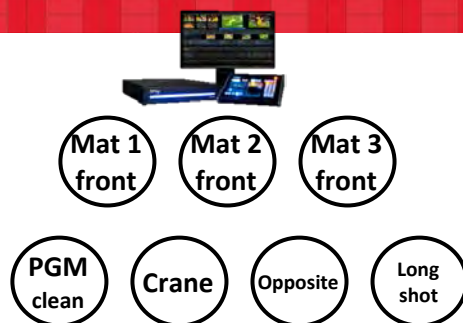 Mat 1 Mat 2 Mat 3
front front front
PGM Crane Opposite Long
clean shot